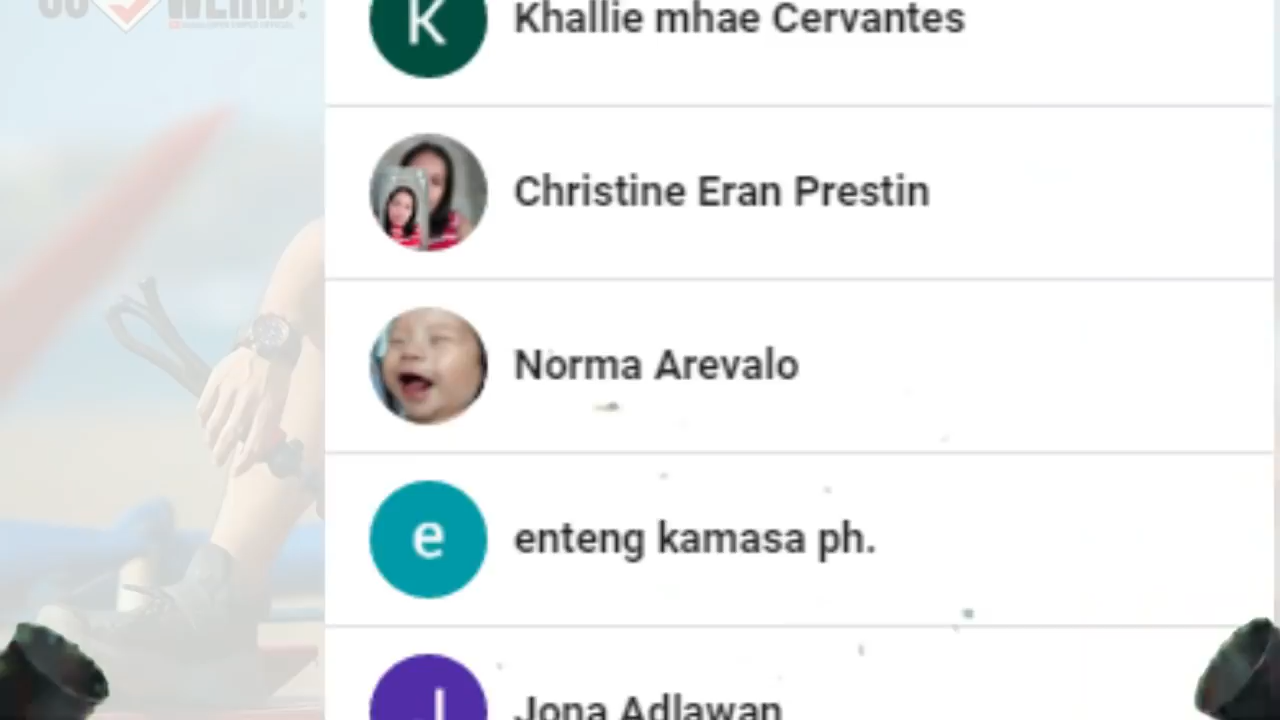 K
Khallie mhae Cervantes
Christine Eran Prestin
Norma Arevalo
e
enteng kamasa ph.
J
Jona Adlawan